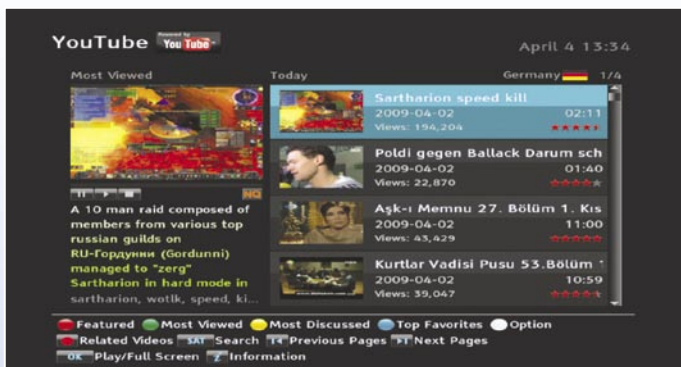 YouTube Powered by YouTube April 4 13:34
Most Viewed Today Germany 1/4
Sartharion speed kill
2009-04-02 02:11
Views: 194,204
Poldi gegen Ballack Darum sch
2009-04-02 01:40
Views: 22,870
Aşk-ı Memnu 27. Bölüm 1. Kıs
2009-04-02 11:00
Views: 43,429
Kurtlar Vadisi Pusu 53.Bölüm
2009-04-02 10:59
Views: 39,047
NQ
A 10 man raid composed of
members from various top
russian guilds on
RU-Гордунни (Gordunni)
managed to "zerg"
Sartharion in hard mode in
sartharion, wotlk, speed, ki...
Featured Most Viewed Most Discussed Top Favorites Option
Related Videos SAT Search Previous Pages Next Pages
OK Play/Full Screen i Information